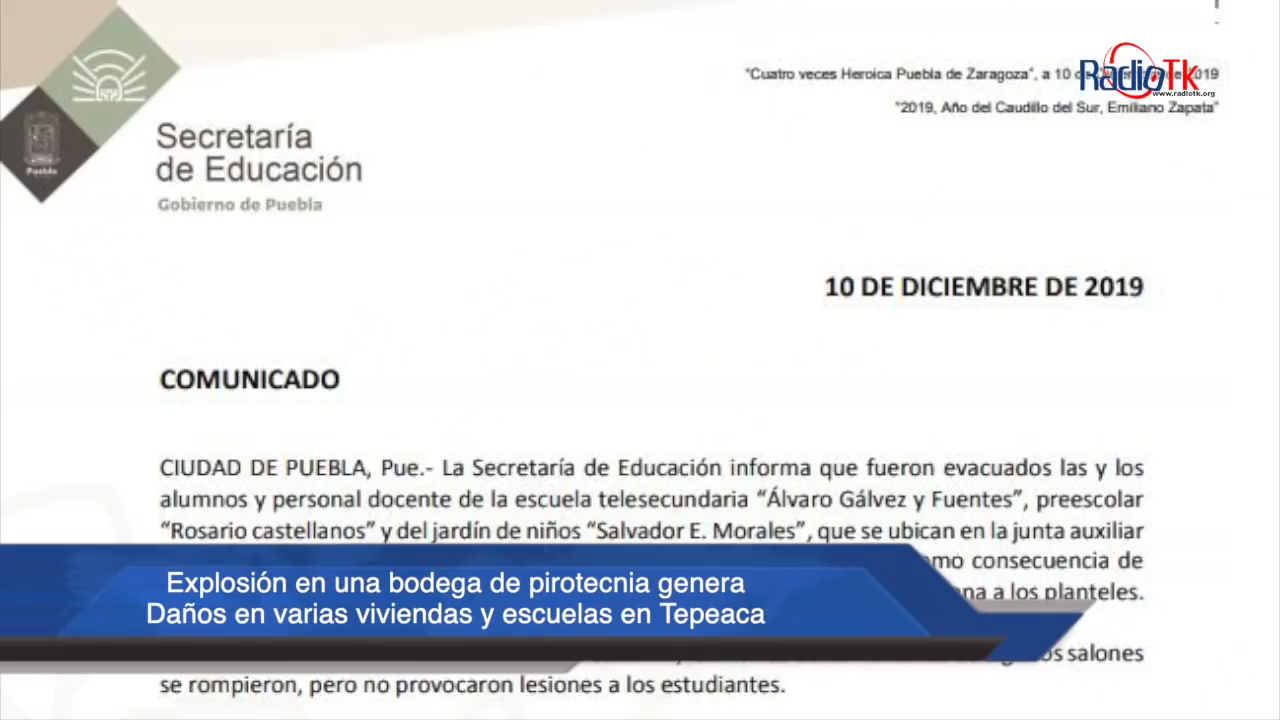 "Cuatro veces Heroica Puebla de Zaragoza", a 10 de 2019
RadioTk
www.radiotk.org
"2019, Año del Caudillo del Sur, Emiliano Zapata"
Puebla
Secretaría
de Educación
Gobierno de Puebla
10 DE DICIEMBRE DE 2019
COMUNICADO
CIUDAD DE PUEBLA, Pue.- La Secretaría de Educación informa que fueron evacuados las y los
alumnos y personal docente de la escuela telesecundaria "Álvaro Gálvez y Fuentes", preescolar
"Rosario castellanos" y del jardín de niños "Salvador E. Morales", que se ubican en la junta auxiliar
consecuencia de
a los planteles.
Explosión en una bodega de pirotecnia genera
Daños en varias viviendas y escuelas en Tepeaca
salones
se rompieron, pero no provocaron lesiones a los estudiantes.